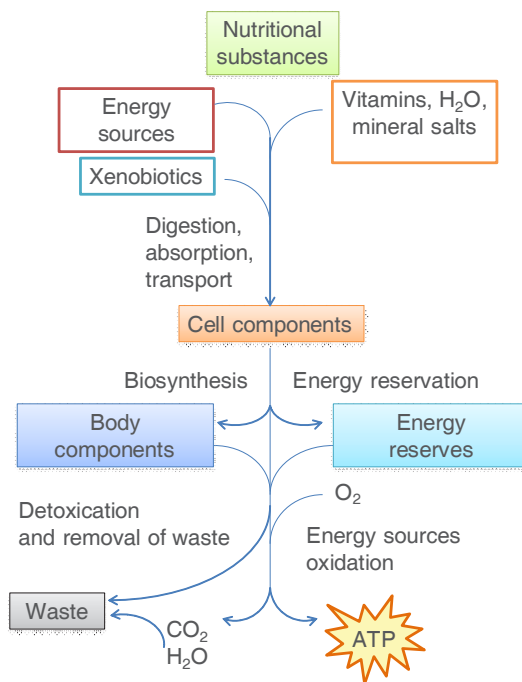 Nutritional
substances
Energy
sources
Vitamins, H₂O,
mineral salts
Xenobiotics
Digestion,
absorption,
transport
Cell components
Biosynthesis
Energy reservation
Body
components
Energy
reserves
O₂
Detoxication
and removal of waste
Energy sources
oxidation
Waste
CO₂
H₂O
ATP